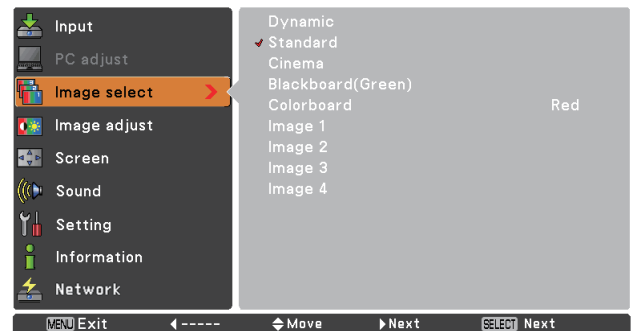 Input
PC adjust
Image select
Image adjust
Screen
Sound
Setting
Information
Network
Dynamic
Standard
Cinema
Blackboard(Green)
Colorboard Red
Image 1
Image 2
Image 3
Image 4
MENU Exit ----- Move Next SELECT Next